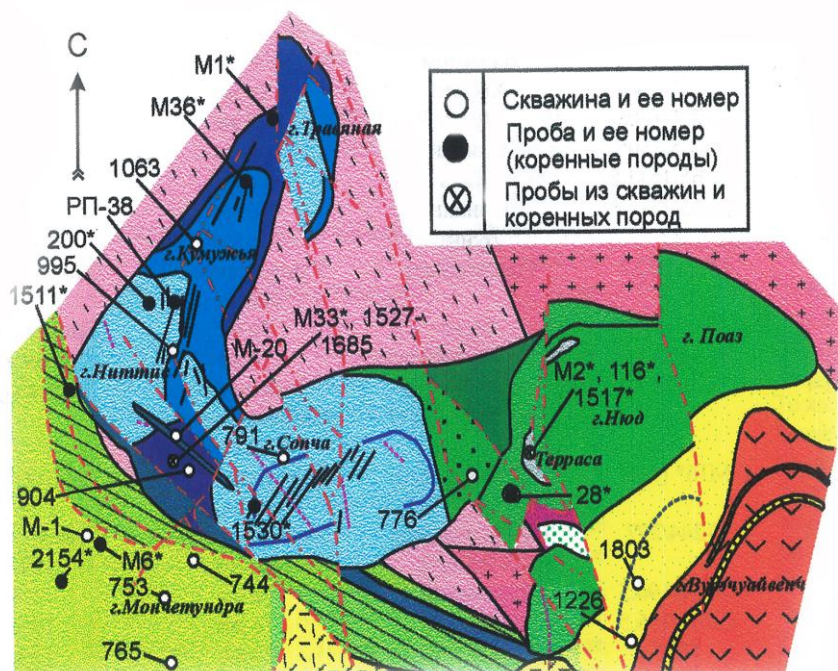 С
М1*
М36*
г.Травяная
1063
РП-38
г.Кумужья
200*
995
1511*
М33*, 1527-
1685
М-20
г.Ниттис
791
г.Сопча
904
1530*
М-1
2154*
М6*
744
753
г.Мончетундра
765
Скважина и ее номер
Проба и ее номер
(коренные породы)
Пробы из скважин и
коренных пород
г. Поаз
М2*, 116*,
1517*
г.Нюд
Терраса
776
28*
1803
г.Вурэчуайвенч
1226